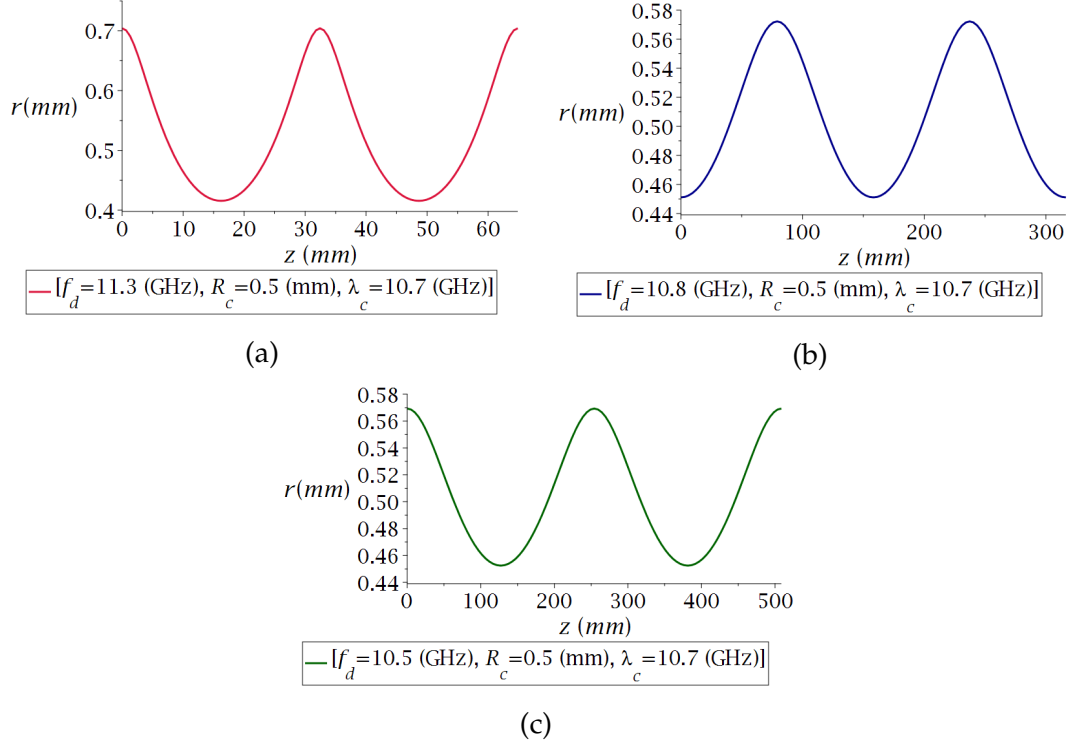 0.7
0.6
r(mm)
0.5
0.4
0 10 20 30 40 50 60
z (mm)
[f_d=11.3 (GHz), R_c=0.5 (mm), λ_c=10.7 (GHz)]
(a)
0.58
0.56
0.54
0.52
r(mm)
0.50
0.48
0.46
0.44
0 100 200 300
z (mm)
[f_d=10.8 (GHz), R_c=0.5 (mm), λ_c=10.7 (GHz)]
(b)
0.58
0.56
0.54
0.52
r(mm)
0.50
0.48
0.46
0.44
0 100 200 300 400 500
z (mm)
[f_d=10.5 (GHz), R_c=0.5 (mm), λ_c=10.7 (GHz)]
(c)